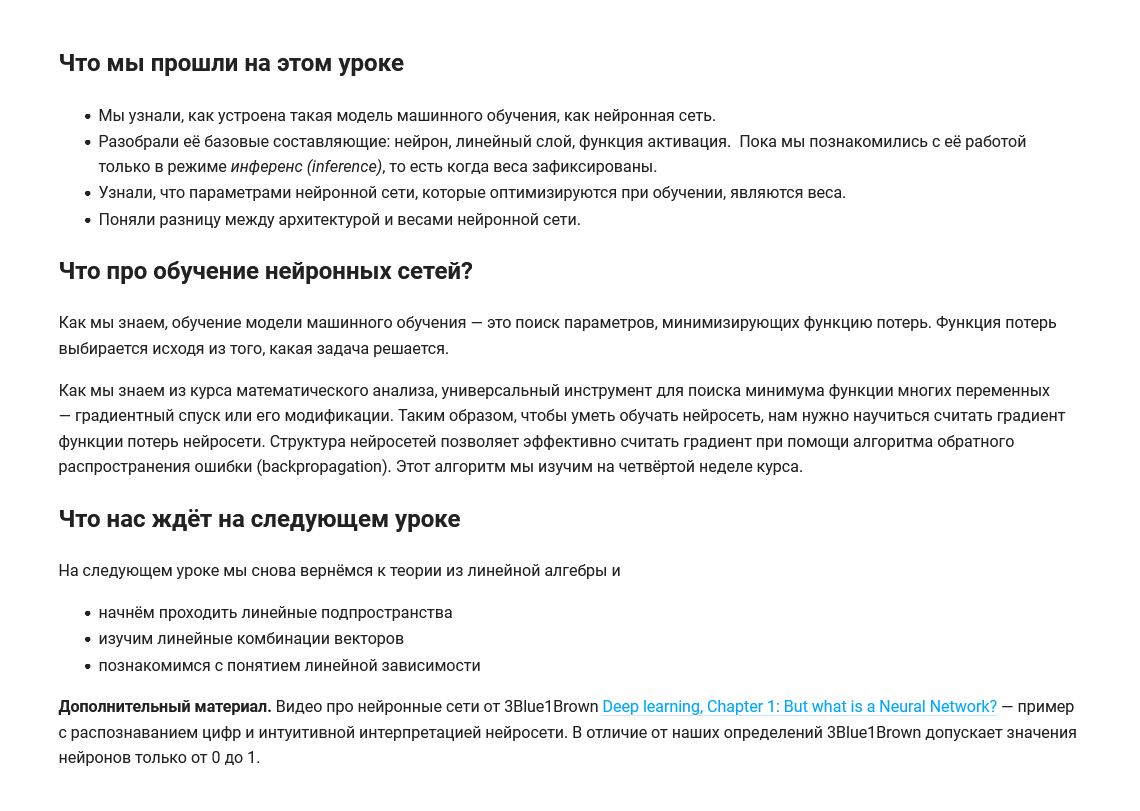 Что мы прошли на этом уроке
• Мы узнали, как устроена такая модель машинного обучения, как нейронная сеть.
• Разобрали её базовые составляющие: нейрон, линейный слой, функция активация.  Пока мы познакомились с её работой
только в режиме инференс (inference), то есть когда веса зафиксированы.
• Узнали, что параметрами нейронной сети, которые оптимизируются при обучении, являются веса.
• Поняли разницу между архитектурой и весами нейронной сети.
Что про обучение нейронных сетей?
Как мы знаем, обучение модели машинного обучения — это поиск параметров, минимизирующих функцию потерь. Функция потерь
выбирается исходя из того, какая задача решается.
Как мы знаем из курса математического анализа, универсальный инструмент для поиска минимума функции многих переменных
— градиентный спуск или его модификации. Таким образом, чтобы уметь обучать нейросеть, нам нужно научиться считать градиент
функции потерь нейросети. Структура нейросетей позволяет эффективно считать градиент при помощи алгоритма обратного
распространения ошибки (backpropagation). Этот алгоритм мы изучим на четвёртой неделе курса.
Что нас ждёт на следующем уроке
На следующем уроке мы снова вернёмся к теории из линейной алгебры и
• начнём проходить линейные подпространства
• изучим линейные комбинации векторов
• познакомимся с понятием линейной зависимости
Дополнительный материал. Видео про нейронные сети от 3Blue1Brown Deep learning, Chapter 1: But what is a Neural Network? — пример
с распознаванием цифр и интуитивной интерпретацией нейросети. В отличие от наших определений 3Blue1Brown допускает значения
нейронов только от 0 до 1.